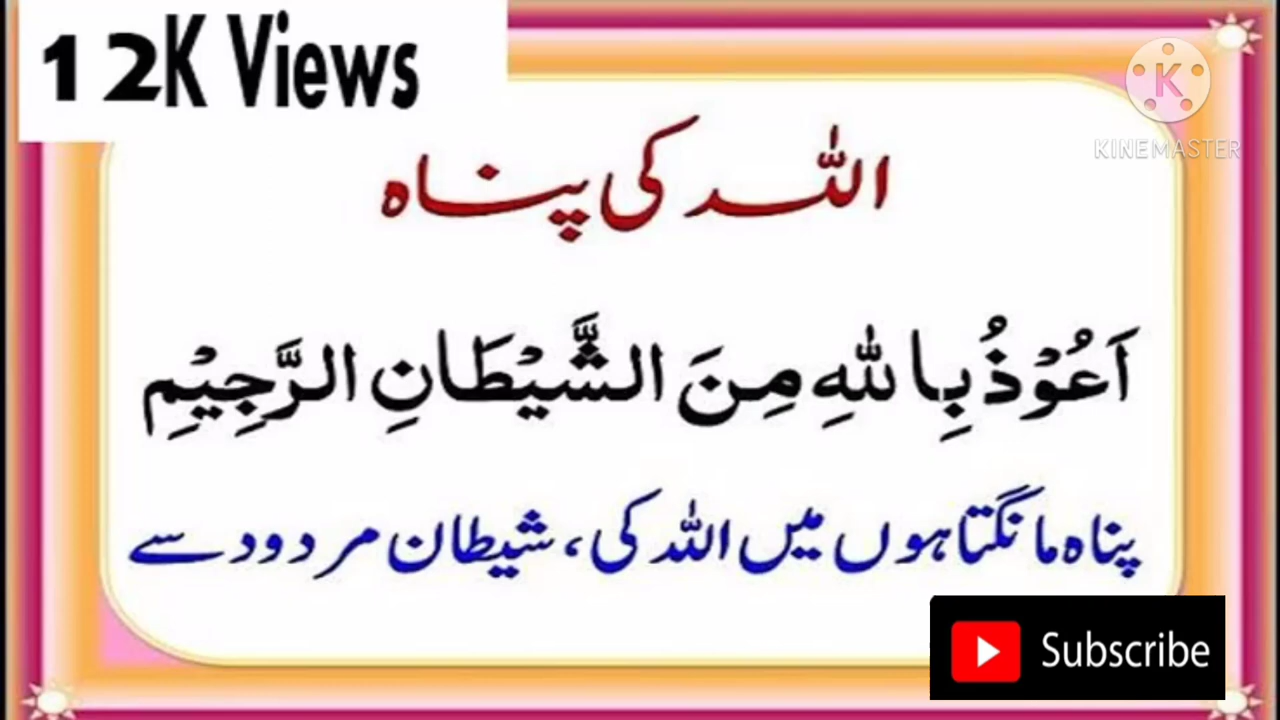 12K Views
KINEMASTER
اللہ کی پناہ
اَعُوْذُ بِاللهِ مِنَ الشَّيْطَانِ الرَّجِيْمِ
پناہ مانگتا ہوں میں اللہ کی، شیطان مردود سے
Subscribe